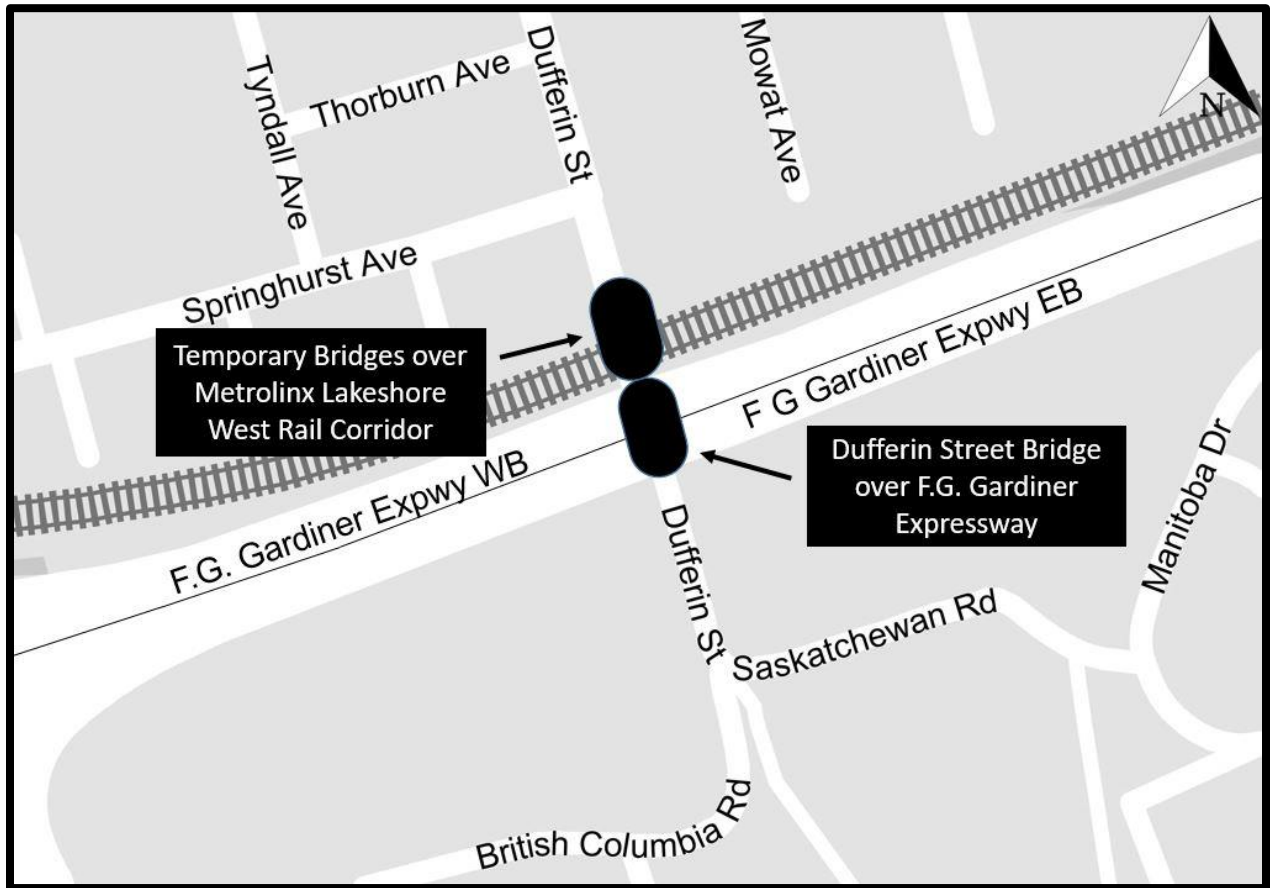 Tyndall Ave
Thorburn Ave
Dufferin St
Mowat Ave
N
Springhurst Ave
Temporary Bridges over
Metrolinx Lakeshore
West Rail Corridor
F G Gardiner Expwy EB
F.G. Gardiner Expwy WB
Dufferin Street Bridge
over F.G. Gardiner
Expressway
Manitoba Dr
Dufferin St
Saskatchewan Rd
British Columbia Rd